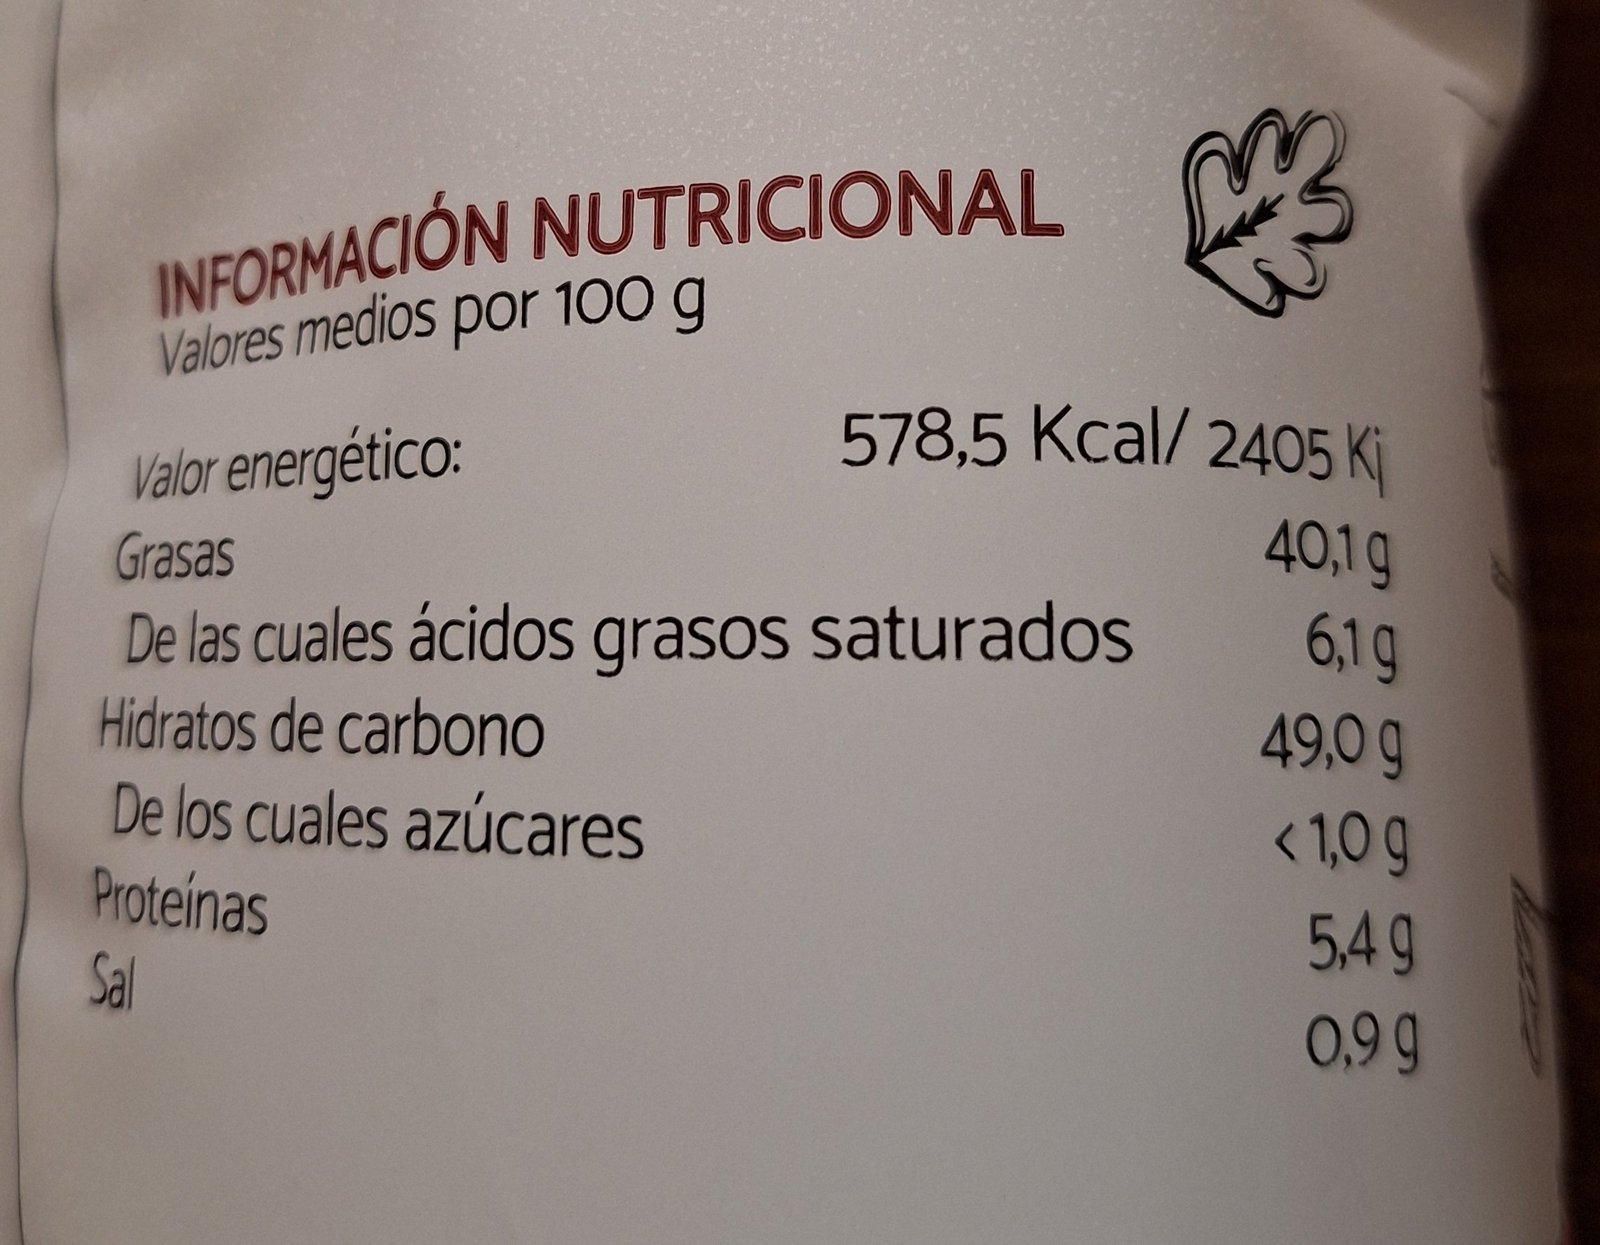 INFORMACIÓN NUTRICIONAL
Valores medios por 100 g
Valor energético: 578,5 Kcal/ 2405 Kj
Grasas 40,1 g
De las cuales ácidos grasos saturados 6,1 g
Hidratos de carbono 49,0 g
De los cuales azúcares <1,0 g
Proteínas 5,4 g
Sal 0,9 g